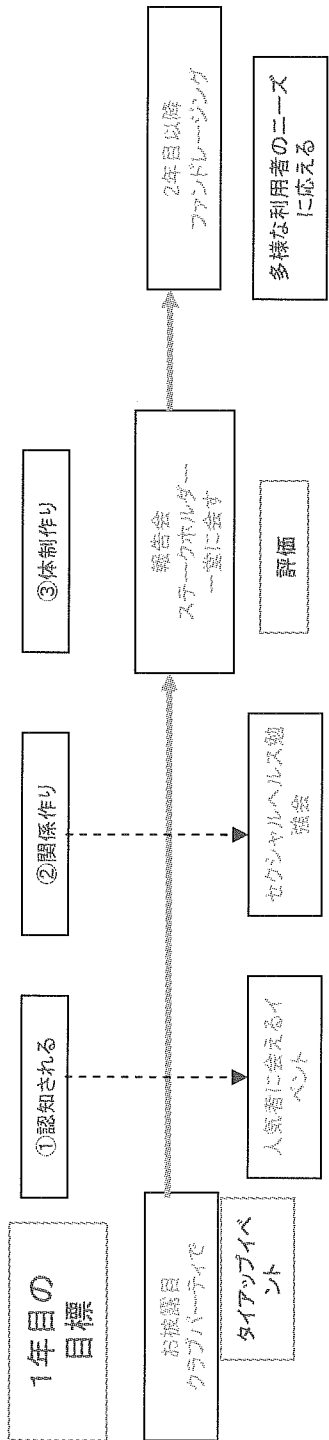 1年目の
目標
①認知される
②関係作り
③体制作り
お披露目
クラブパーティで
タイアップイベ
ント
人気者に会えるイ
ベント
セクシャルヘルス勉
強会
報告会
ステークホルダー
一堂に会す
評価
2年目以降
ファンドレージング
多様な利用者のニーズ
に応える